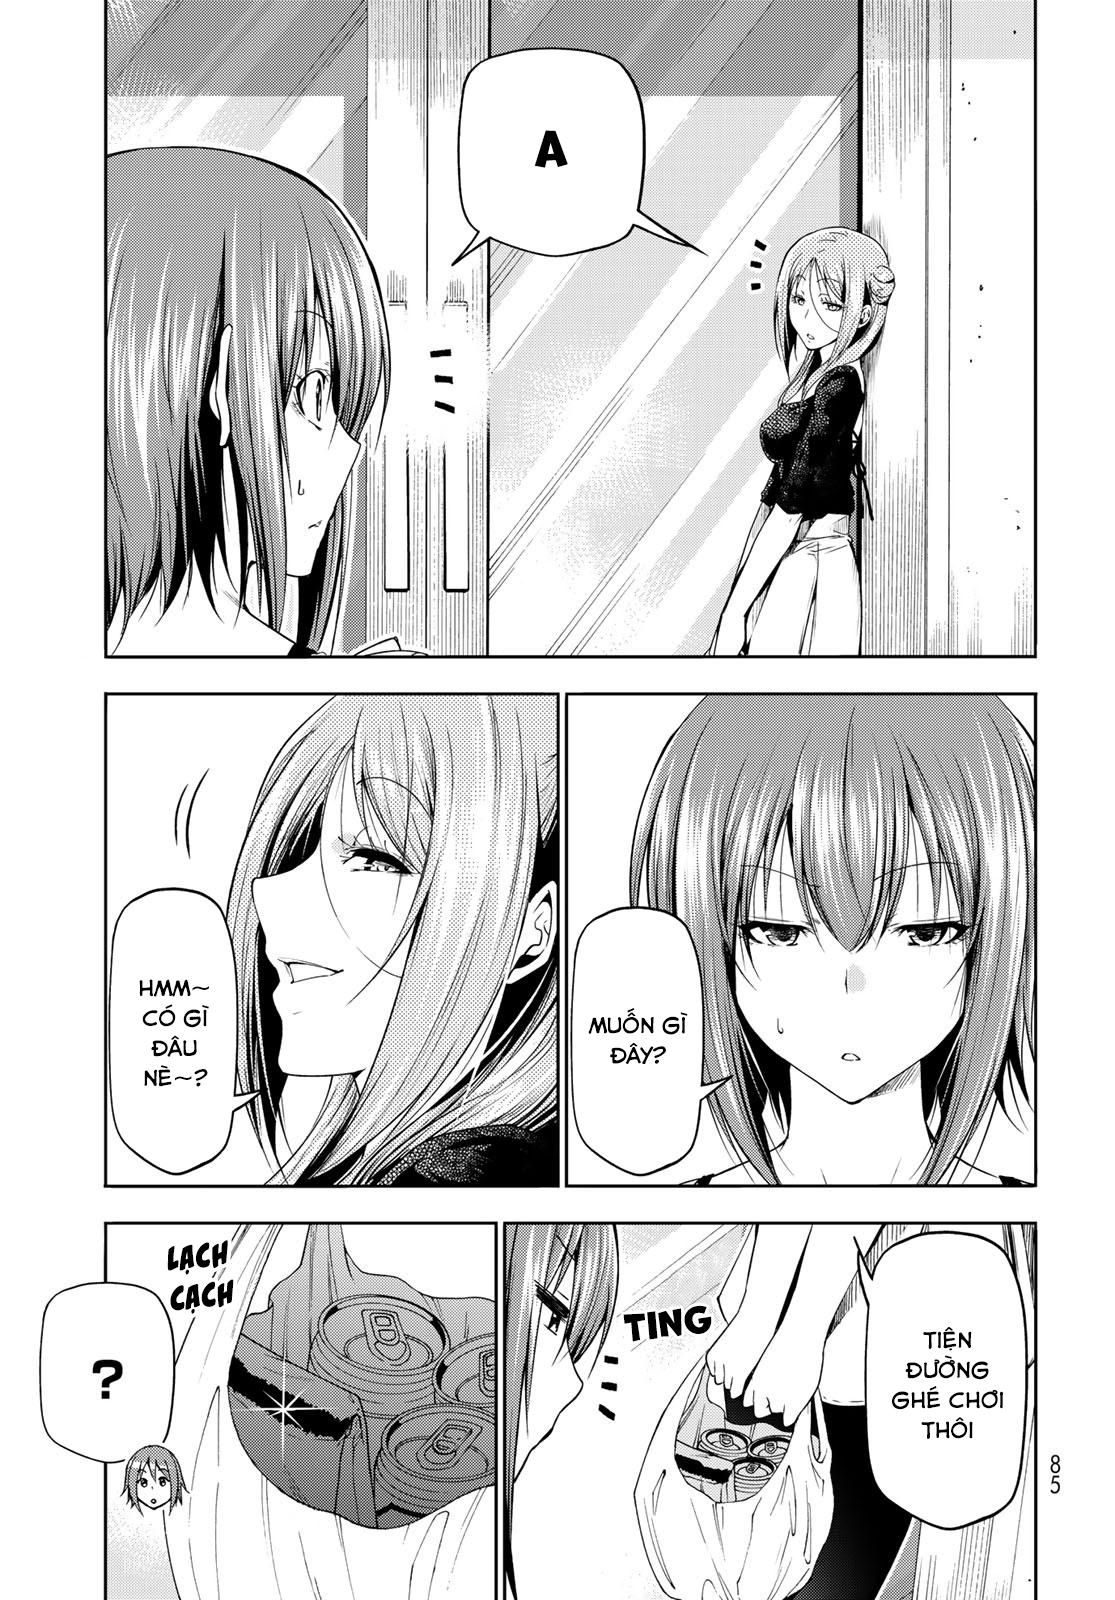 A
MUỐN GÌ
ĐÂY?
HMM~
CÓ GÌ
ĐÂU
NÈ~?
TIỆN
ĐƯỜNG
GHÉ CHƠI
THÔI
TING
LẠCH
CẠCH
?
85